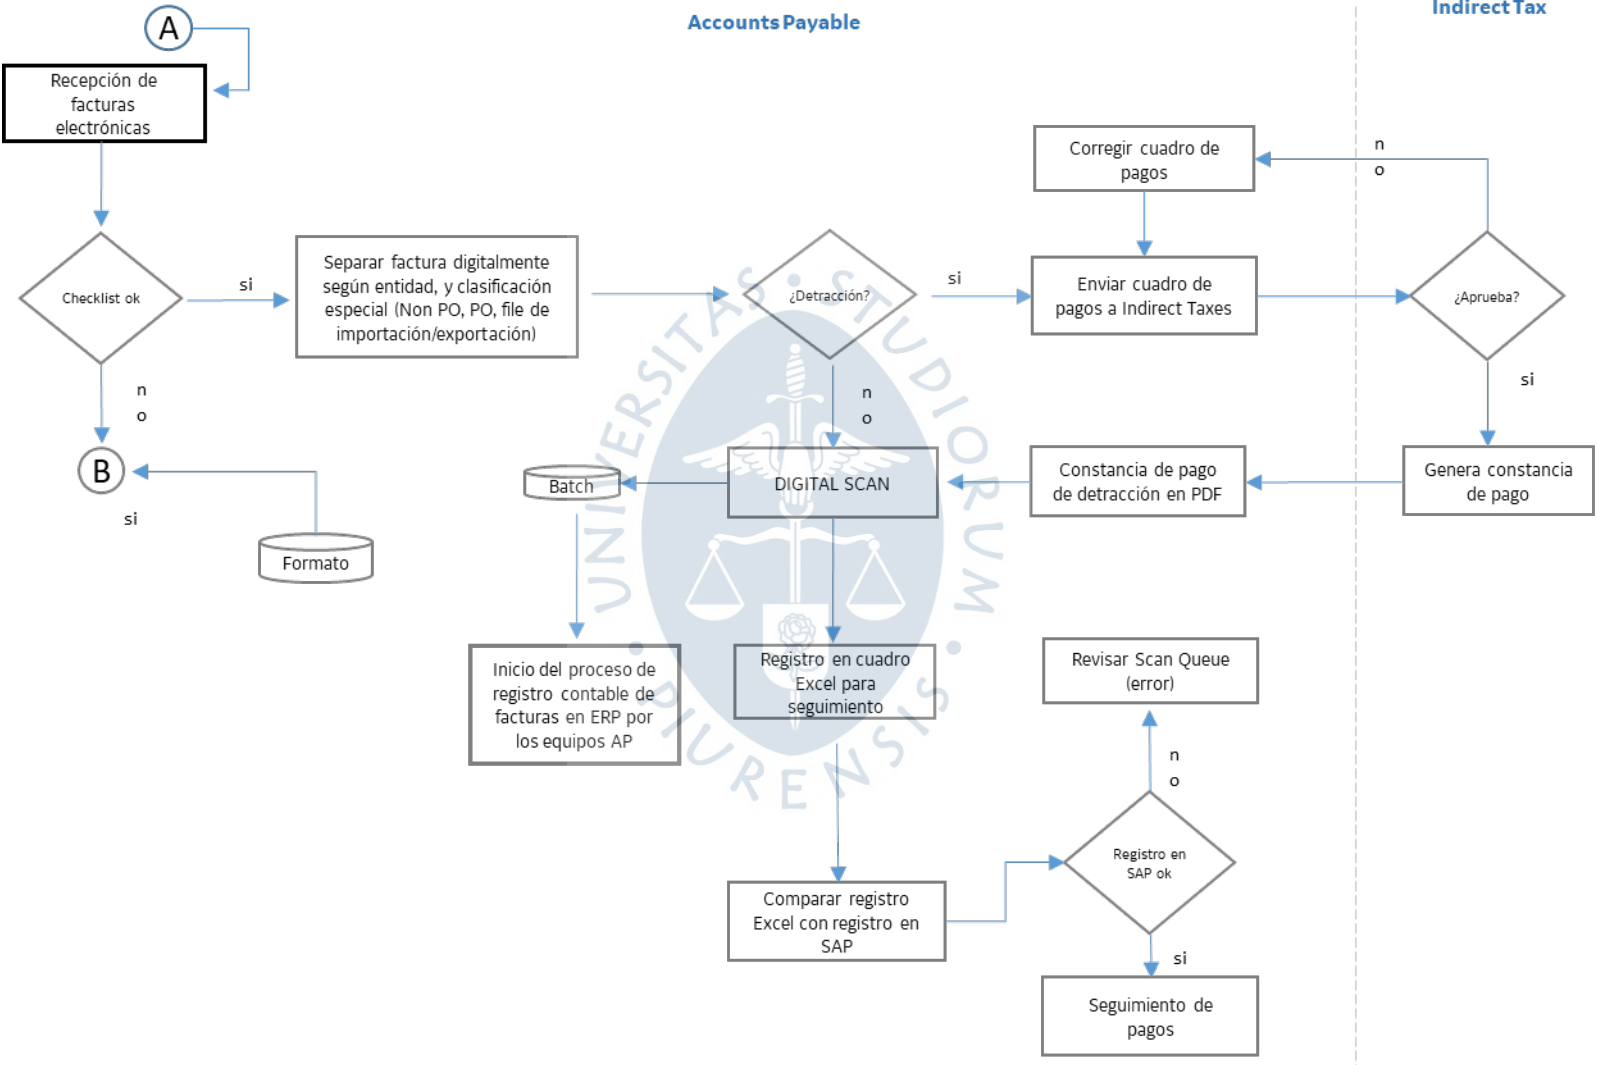 A
Accounts Payable
Indirect Tax
Recepción de
facturas
electrónicas
Corregir cuadro de
pagos
n
o
Checklist ok
si
Separar factura digitalmente
según entidad, y clasificación
especial (Non PO, PO, file de
importación/exportación)
¿Detracción?
si
Enviar cuadro de
pagos a Indirect Taxes
¿Aprueba?
n
o
n
o
si
B
si
Formato
Batch
DIGITAL SCAN
Constancia de pago
de detracción en PDF
Genera constancia
de pago
Inicio del proceso de
registro contable de
facturas en ERP por
los equipos AP
Registro en cuadro
Excel para
seguimiento
Revisar Scan Queue
(error)
n
o
Registro en
SAP ok
Comparar registro
Excel con registro en
SAP
si
Seguimiento de
pagos
UNIVERSITAS • STUDIORUM • PIURENSIS •